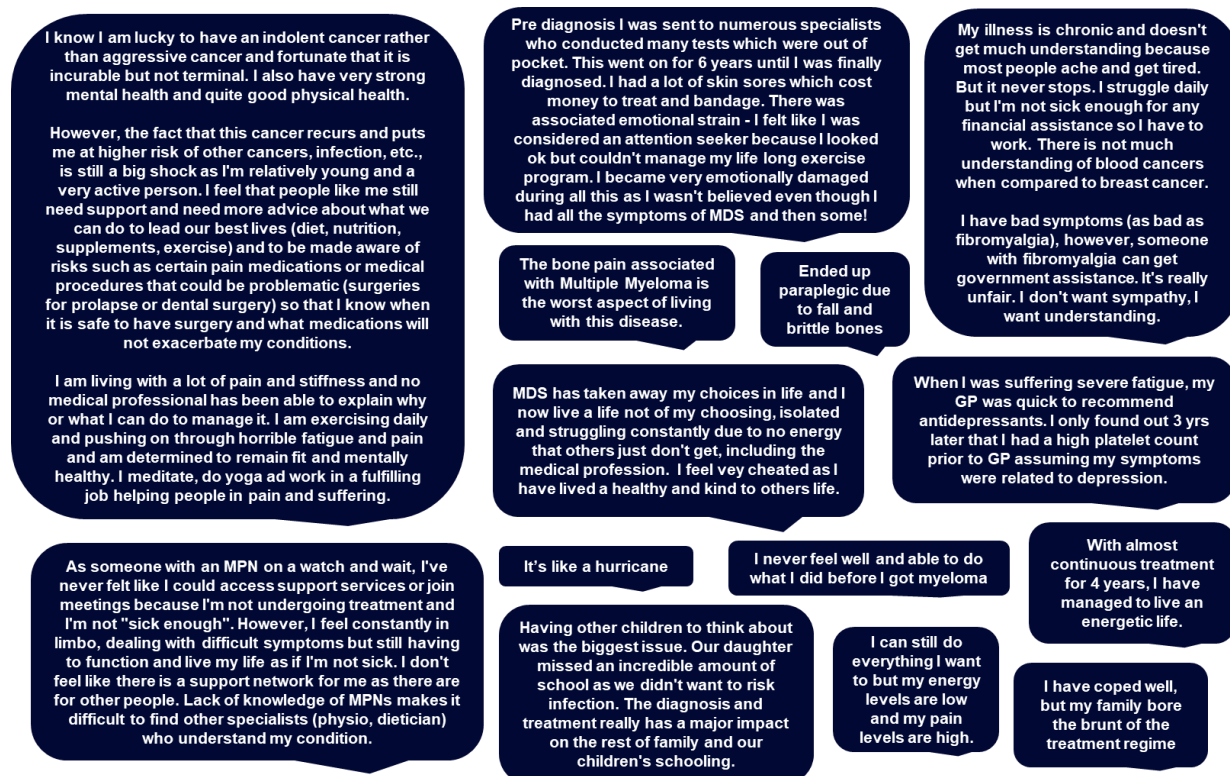 I know I am lucky to have an indolent cancer rather
than aggressive cancer and fortunate that it is
incurable but not terminal. I also have very strong
mental health and quite good physical health.
However, the fact that this cancer recurs and puts
me at higher risk of other cancers, infection, etc.,
is still a big shock as I'm relatively young and a
very active person. I feel that people like me still
need support and need more advice about what we
can do to lead our best lives (diet, nutrition,
supplements, exercise) and to be made aware of
risks such as certain pain medications or medical
procedures that could be problematic (surgeries
for prolapse or dental surgery) so that I know when
it is safe to have surgery and what medications will
not exacerbate my conditions.
I am living with a lot of pain and stiffness and no
medical professional has been able to explain why
or what I can do to manage it. I am exercising daily
and pushing on through horrible fatigue and pain
and am determined to remain fit and mentally
healthy. I meditate, do yoga ad work in a fulfilling
job helping people in pain and suffering.
Pre diagnosis I was sent to numerous specialists
who conducted many tests which were out of
pocket. This went on for 6 years until I was finally
diagnosed. I had a lot of skin sores which cost
money to treat and bandage. There was
associated emotional strain - I felt like I was
considered an attention seeker because I looked
ok but couldn't manage my life long exercise
program. I became very emotionally damaged
during all this as I wasn't believed even though I
had all the symptoms of MDS and then some!
My illness is chronic and doesn't
get much understanding because
most people ache and get tired.
But it never stops. I struggle daily
but I'm not sick enough for any
financial assistance so I have to
work. There is not much
understanding of blood cancers
when compared to breast cancer.
I have bad symptoms (as bad as
fibromyalgia), however, someone
with fibromyalgia can get
government assistance. It's really
unfair. I don't want sympathy, I
want understanding.
The bone pain associated
with Multiple Myeloma is
the worst aspect of living
with this disease.
Ended up
paraplegic due
to fall and
brittle bones
MDS has taken away my choices in life and I
now live a life not of my choosing, isolated
and struggling constantly due to no energy
that others just don't get, including the
medical profession. I feel vey cheated as I
have lived a healthy and kind to others life.
When I was suffering severe fatigue, my
GP was quick to recommend
antidepressants. I only found out 3 yrs
later that I had a high platelet count
prior to GP assuming my symptoms
were related to depression.
As someone with an MPN on a watch and wait, I've
never felt like I could access support services or join
meetings because I'm not undergoing treatment and
I'm not "sick enough". However, I feel constantly in
limbo, dealing with difficult symptoms but still having
to function and live my life as if I'm not sick. I don't
feel like there is a support network for me as there are
for other people. Lack of knowledge of MPNs makes it
difficult to find other specialists (physio, dietician)
who understand my condition.
It's like a hurricane
I never feel well and able to do
what I did before I got myeloma
With almost
continuous treatment
for 4 years, I have
managed to live an
energetic life.
Having other children to think about
was the biggest issue. Our daughter
missed an incredible amount of
school as we didn't want to risk
infection. The diagnosis and
treatment really has a major impact
on the rest of family and our
children's schooling.
I can still do
everything I want
to but my energy
levels are low
and my pain
levels are high.
I have coped well,
but my family bore
the brunt of the
treatment regime